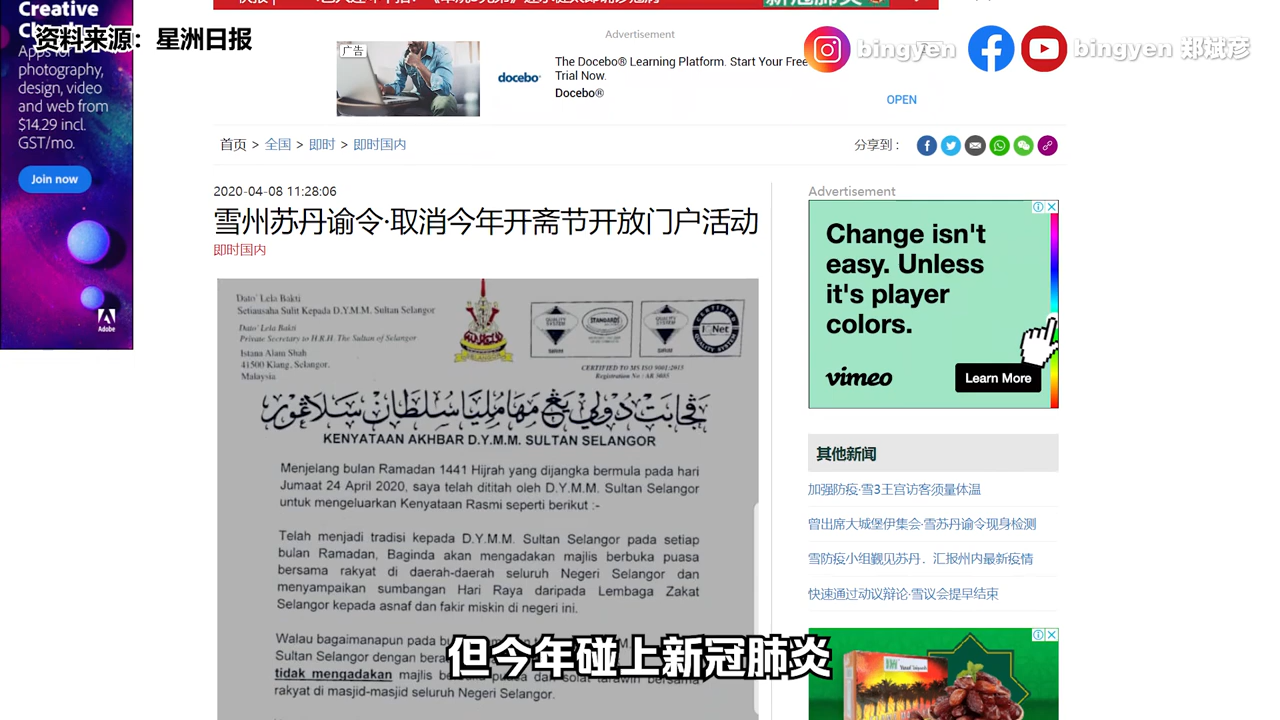 Creative
资料来源：星洲日报
Apps for
photography,
design, video
and web from
$14.29 incl.
GST/mo.
Join now
Adobe
Advertisement
广告
docebo
The Docebo® Learning Platform. Start Your Free
Trial Now.
Docebo®
OPEN
bingyen
bingyen 郑斌彦
首页 > 全国 > 即时 > 即时国内
分享到：
2020-04-08 11:28:06
雪州苏丹谕令·取消今年开斋节开放门户活动
即时国内
Dato' Lela Bakti
Setiausaha Sulit Kepada D.Y.M.M. Sultan Selangor
Dato' Lela Bakti
Private Secretary to H.R.H. The Sultan of Selangor
Istana Alam Shah
41500 Klang, Selangor.
Malaysia
CERTIFIED TO MS ISO 9001:2015
KENYATAAN AKHBAR D.Y.M.M. SULTAN SELANGOR
Menjelang bulan Ramadan 1441 Hijrah yang dijangka bermula pada hari
Jumaat 24 April 2020, saya telah dititah oleh D.Y.M.M. Sultan Selangor
untuk mengeluarkan Kenyataan Rasmi seperti berikut :-
Telah menjadi tradisi kepada D.Y.M.M. Sultan Selangor pada setiap
bulan Ramadan, Baginda akan mengadakan majlis berbuka puasa
bersama rakyat di daerah-daerah seluruh Negeri Selangor dan
menyampaikan sumbangan Hari Raya daripada Lembaga Zakat
Selangor kepada asnaf dan fakir miskin di negeri ini.
Walau bagaimanapun pada
Sultan Selangor dengan
tidak mengadakan majlis
rakyat di masjid-masjid seluruh Negeri Selangor.
但今年碰上新冠肺炎
Advertisement
Change isn't
easy. Unless
it's player
colors.
vimeo
Learn More
其他新闻
加强防疫·雪3王宫访客须量体温
曾出席大城堡伊集会·雪苏丹谕令现身检测
雪防疫小组觐见苏丹．汇报州内最新疫情
快速通过动议辩论·雪议会提早结束